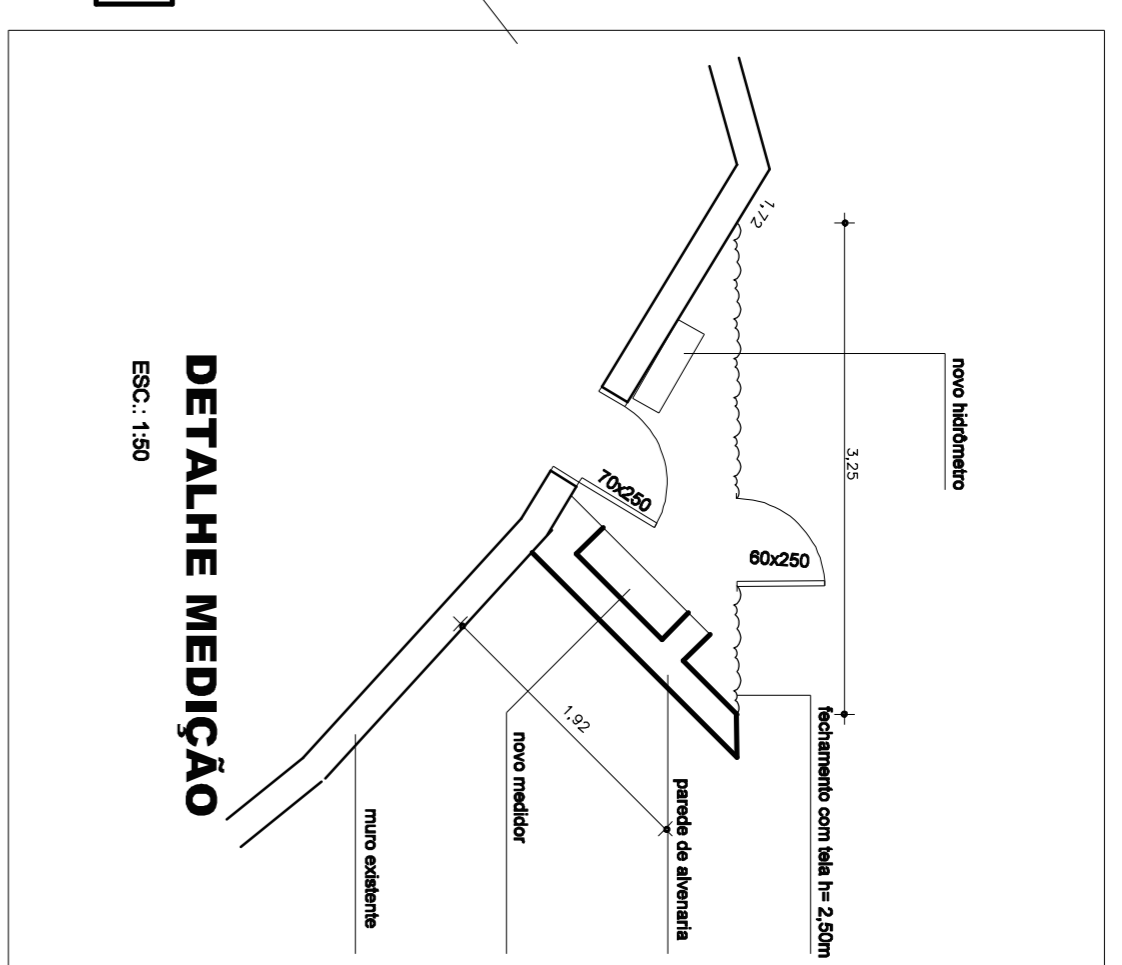 novo hidrômetro
3,25
1,72
70x250
60x250
fechamento com tela h= 2,50m
parede de alvenaria
1,92
novo medidor
muro existente
DETALHE MEDIÇÃO
ESC.: 1:50